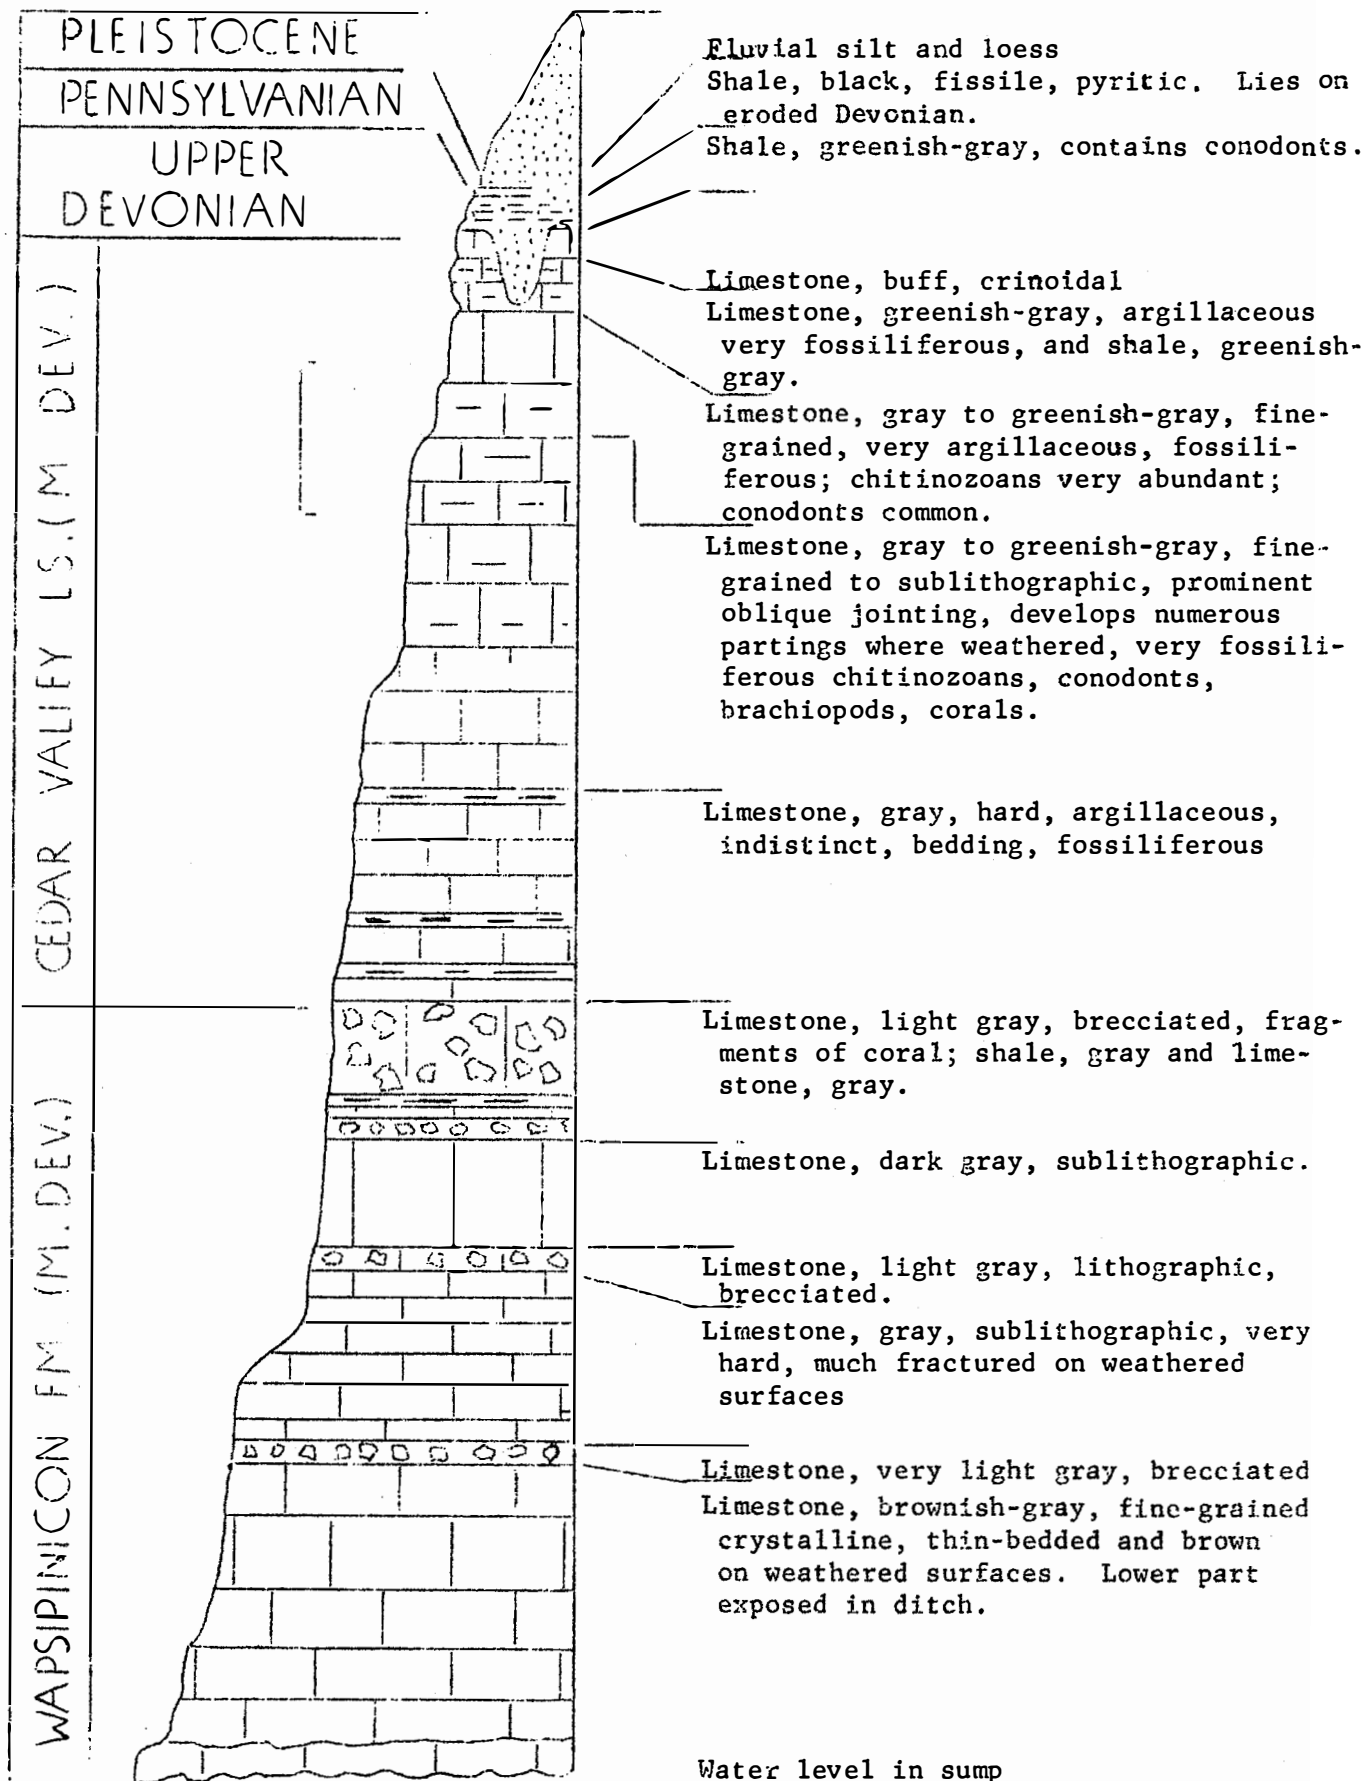 PLEISTOCENE
PENNSYLVANIAN
UPPER
DEVONIAN
CEDAR VALLEY LS.(M DEV.)
WAPSIPINICON FM (M.DEV.)
Fluvial silt and loess
Shale, black, fissile, pyritic. Lies on
eroded Devonian.
Shale, greenish-gray, contains conodonts.
Limestone, buff, crinoidal
Limestone, greenish-gray, argillaceous
very fossiliferous, and shale, greenish-
gray.
Limestone, gray to greenish-gray, fine-
grained, very argillaceous, fossili-
ferous; chitinozoans very abundant;
conodonts common.
Limestone, gray to greenish-gray, fine-
grained to sublithographic, prominent
oblique jointing, develops numerous
partings where weathered, very fossili-
ferous chitinozoans, conodonts,
brachiopods, corals.
Limestone, gray, hard, argillaceous,
indistinct, bedding, fossiliferous
Limestone, light gray, brecciated, frag-
ments of coral; shale, gray and lime-
stone, gray.
Limestone, dark gray, sublithographic.
Limestone, light gray, lithographic,
brecciated.
Limestone, gray, sublithographic, very
hard, much fractured on weathered
surfaces
Limestone, very light gray, brecciated
Limestone, brownish-gray, fine-grained
crystalline, thin-bedded and brown
on weathered surfaces. Lower part
exposed in ditch.
Water level in sump